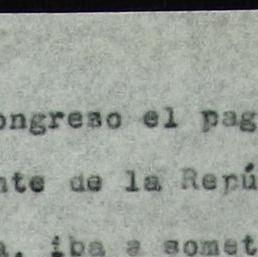 ongreso el pag
nte de la Repú
a, iba a somet